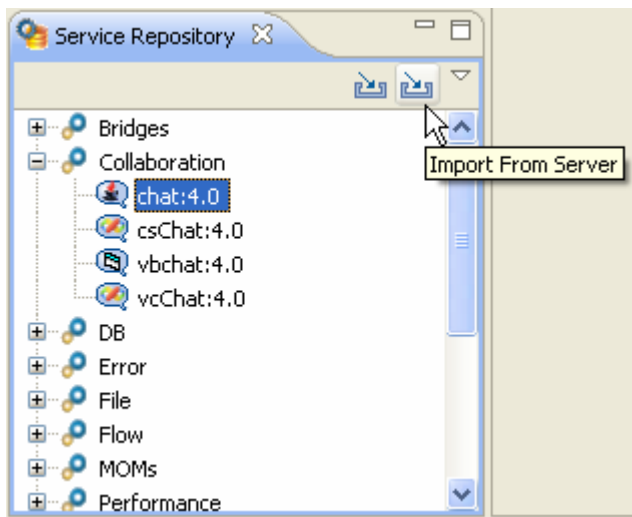 Service Repository
Bridges
Collaboration
Import From Server
chat:4.0
csChat:4.0
vbchat:4.0
vcChat:4.0
DB
Error
File
Flow
MOMs
Performance